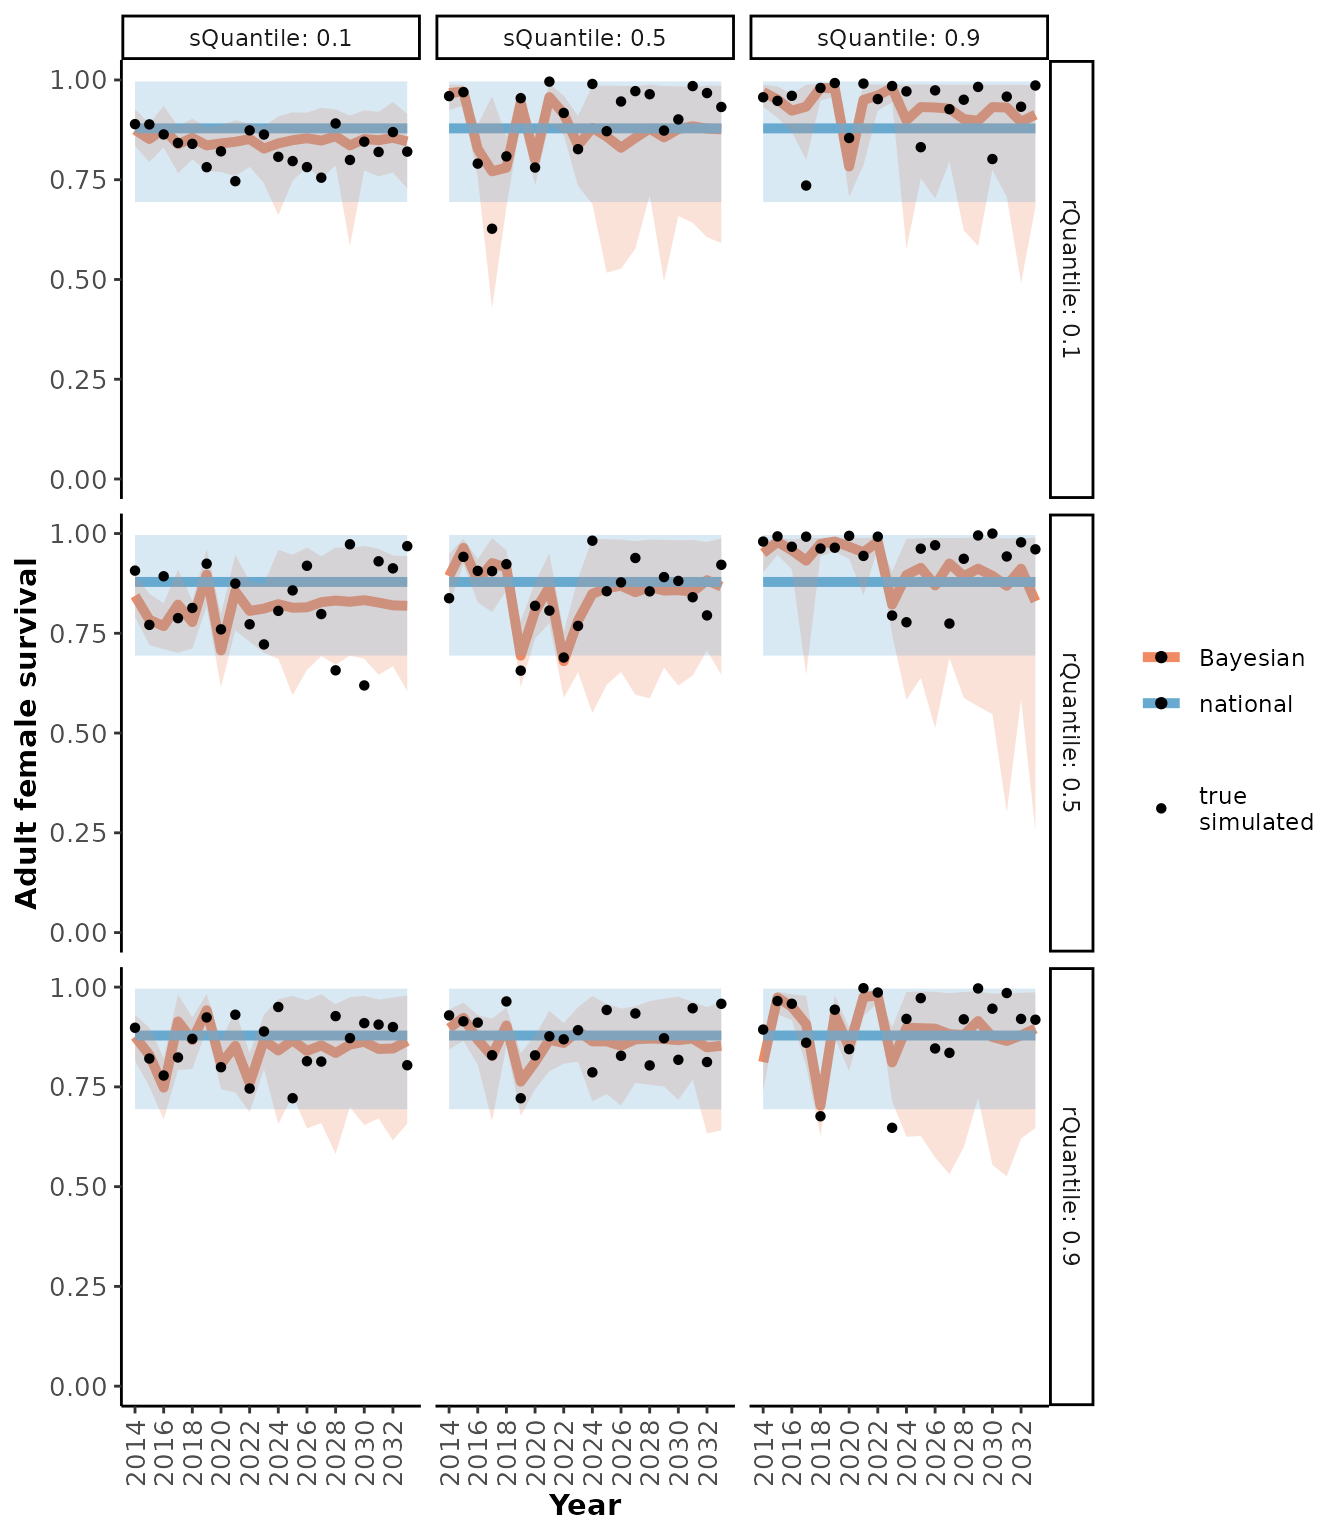 sQuantile: 0.1
sQuantile: 0.5
sQuantile: 0.9
1.00
0.75
0.50
0.25
0.00
rQuantile: 0.1
1.00
0.75
0.50
0.25
0.00
rQuantile: 0.5
1.00
0.75
0.50
0.25
0.00
rQuantile: 0.9
Adult female survival
2014 2016 2018 2020 2022 2024 2026 2028 2030 2032
2014 2016 2018 2020 2022 2024 2026 2028 2030 2032
2014 2016 2018 2020 2022 2024 2026 2028 2030 2032
Year
Bayesian
national
true
simulated